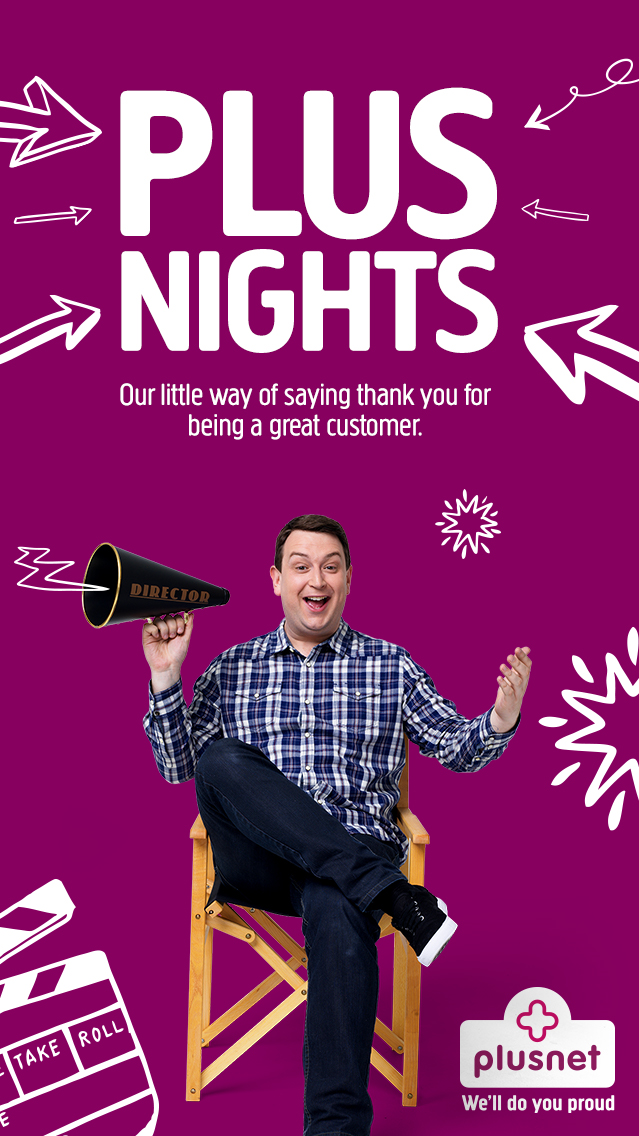 PLUS
NIGHTS
Our little way of saying thank you for
being a great customer.
DIRECTOR
TAKE ROLL
E
plusnet
We'll do you proud